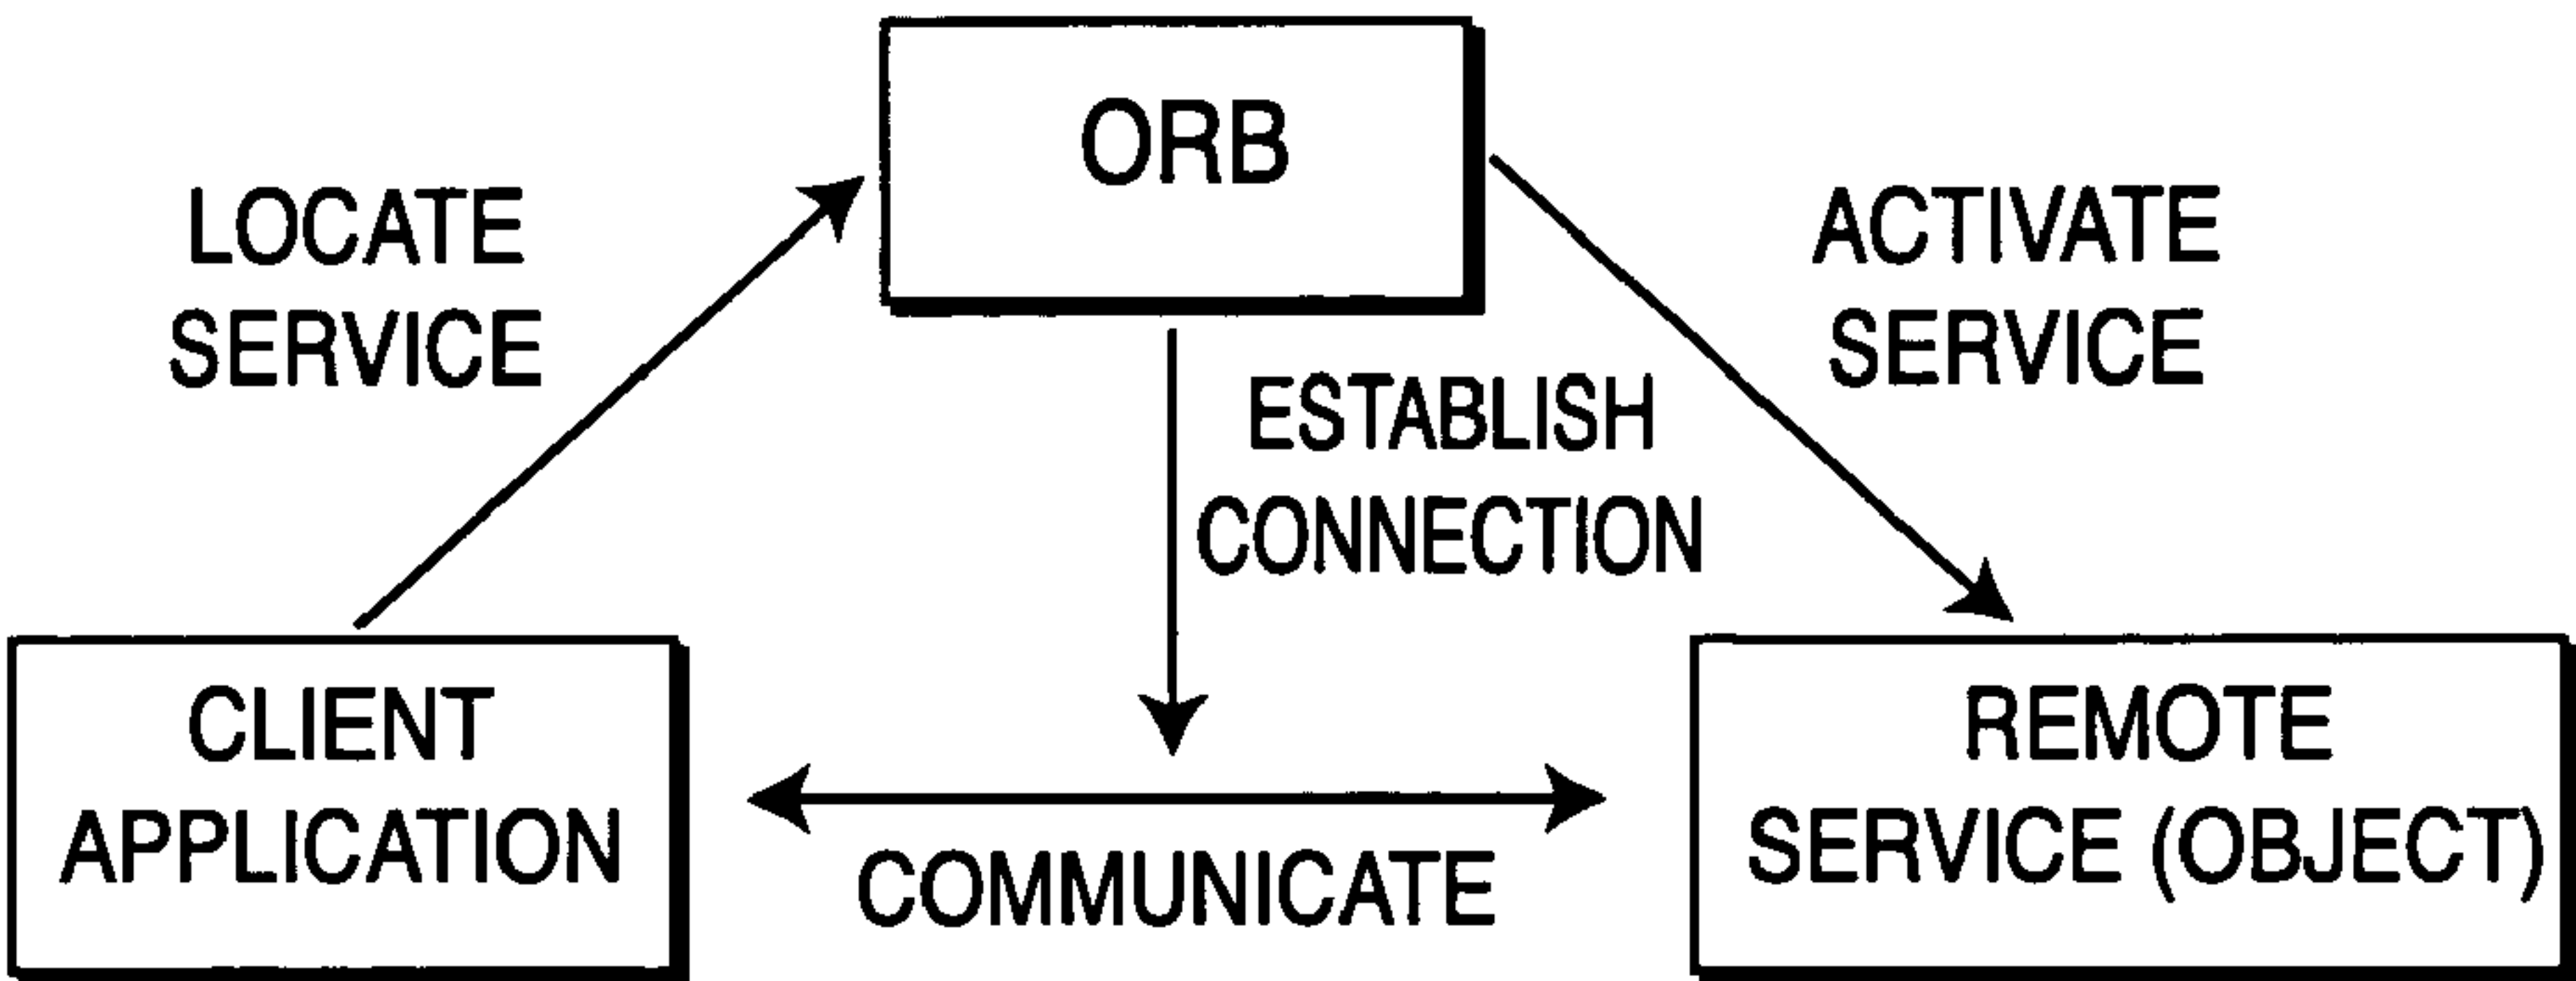 ORB
LOCATE
SERVICE
ACTIVATE
SERVICE
ESTABLISH
CONNECTION
CLIENT
APPLICATION
COMMUNICATE
REMOTE
SERVICE (OBJECT)